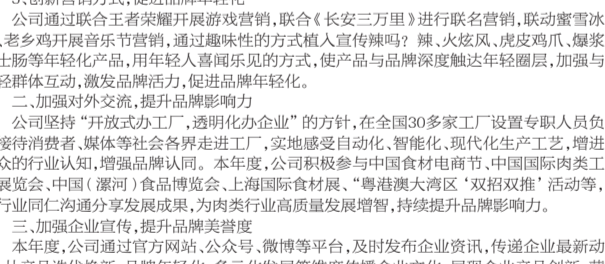 3、创新营销方式，促进品牌年轻化
公司通过联合王者荣耀开展游戏营销，联合《长安三万里》进行联名营销，联动蜜雪冰
、老乡鸡开展音乐节营销，通过趣味性的方式植入宣传辣吗？辣、火炫风、虎皮鸡爪、爆浆
士肠等年轻化产品，用年轻人喜闻乐见的方式，使产品与品牌深度触达年轻圈层，加强与
轻群体互动，激发品牌活力，促进品牌年轻化。
二、加强对外交流，提升品牌影响力
公司坚持“开放式办工厂，透明化办企业”的方针，在全国30多家工厂设置专职人员负
接待消费者、媒体等社会各界走进工厂，实地感受自动化、智能化、现代化生产工艺，增进
众的行业认知，增强品牌认同。本年度，公司积极参与中国食材电商节、中国国际肉类工
展览会、中国（漯河）食品博览会、上海国际食材展、“粤港澳大湾区‘双招双推’活动等，
行业同仁沟通分享发展成果，为肉类行业高质量发展增智，持续提升品牌影响力。
三、加强企业宣传，提升品牌美誉度
本年度，公司通过官方网站、公众号、微博等平台，及时发布企业资讯，传递企业最新动